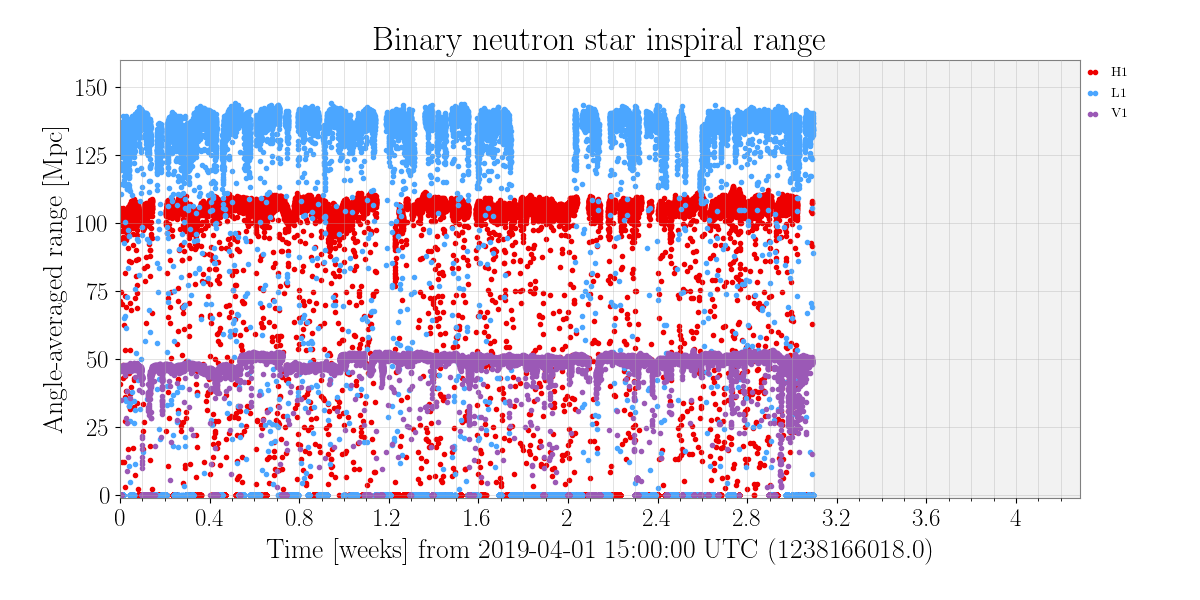 Binary neutron star inspiral range
Angle-averaged range [Mpc]
150
125
100
75
50
25
0
0 0.4 0.8 1.2 1.6 2 2.4 2.8 3.2 3.6 4
Time [weeks] from 2019-04-01 15:00:00 UTC (1238166018.0)
H1
L1
V1